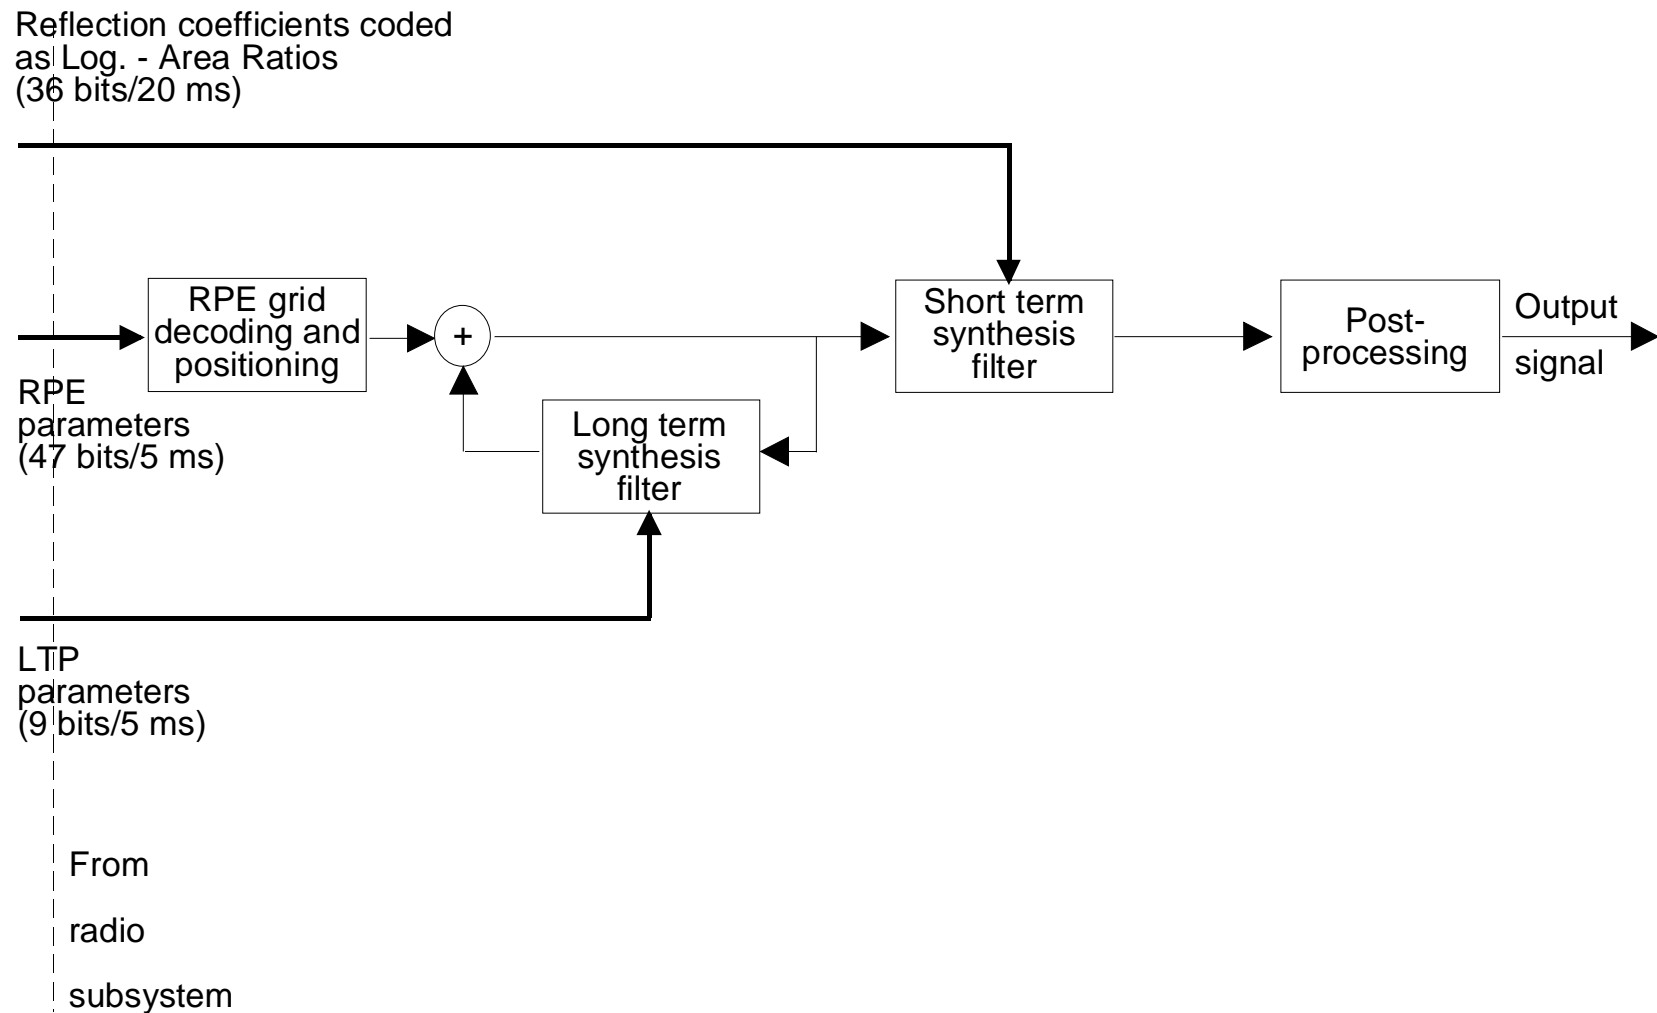 Reflection coefficients coded
as Log. - Area Ratios
(36 bits/20 ms)
RPE grid
decoding and
positioning
+
Short term
synthesis
filter
Post-
processing
Output
signal
RPE
parameters
(47 bits/5 ms)
Long term
synthesis
filter
LTP
parameters
(9 bits/5 ms)
From
radio
subsystem